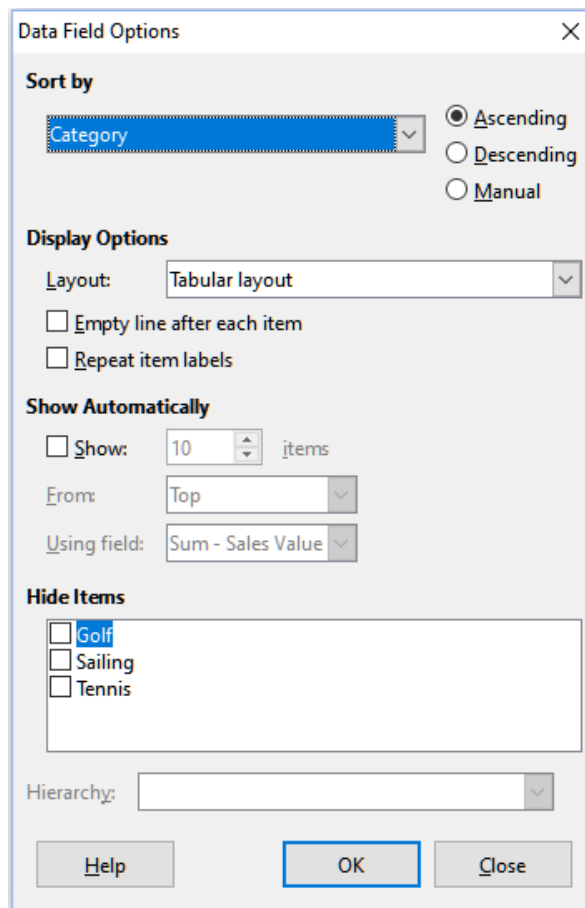 Data Field Options
Sort by
Category
Ascending
Descending
Manual
Display Options
Layout: Tabular layout
Empty line after each item
Repeat item labels
Show Automatically
Show: 10 items
From: Top
Using field: Sum - Sales Value
Hide Items
Golf
Sailing
Tennis
Hierarchy:
Help OK Close